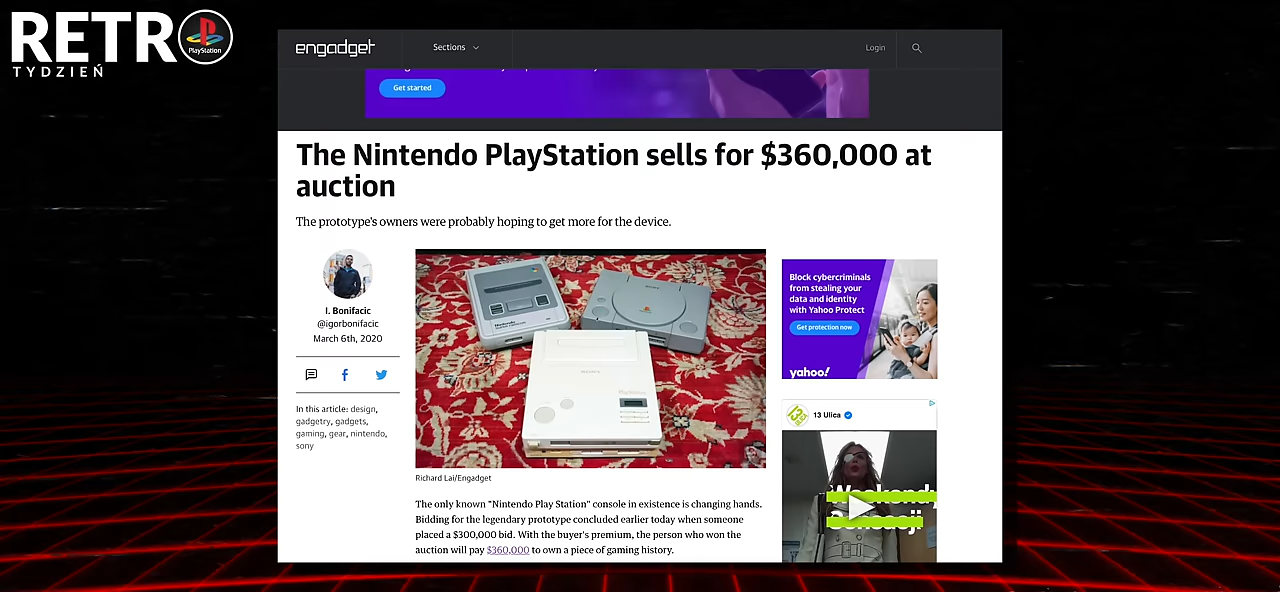 RETRO
PlayStation
TYDZIEŃ
engadget
Sections
Login
Get started
The Nintendo PlayStation sells for $360,000 at
auction
The prototype's owners were probably hoping to get more for the device.
I. Bonifacic
@igorbonifacic
March 6th, 2020
In this article: design,
gadgetry, gadgets,
gaming, gear, nintendo,
sony
Nintendo
SONY
Richard Lai/Engadget
The only known "Nintendo Play Station" console in existence is changing hands.
Bidding for the legendary prototype concluded earlier today when someone
placed a $300,000 bid. With the buyer's premium, the person who won the
auction will pay $360,000 to own a piece of gaming history.
Block cybercriminals
from stealing your
data and identity
with Yahoo Protect
Get protection now
yahoo!
13 Ulica
Weekendy